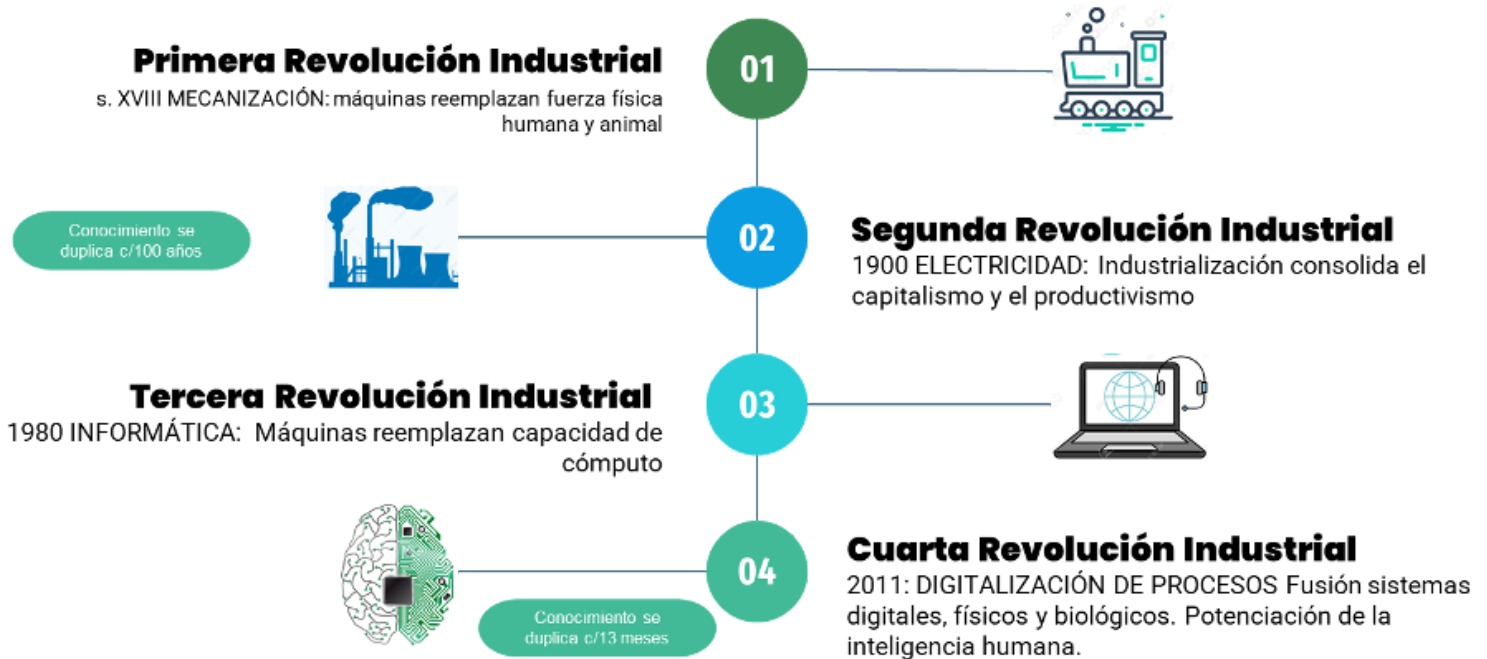 Primera Revolución Industrial
s. XVIII MECANIZACIÓN: máquinas reemplazan fuerza física
humana y animal
01
Conocimiento se
duplica c/100 años
02
Segunda Revolución Industrial
1900 ELECTRICIDAD: Industrialización consolida el
capitalismo y el productivismo
Tercera Revolución Industrial
1980 INFORMÁTICA: Máquinas reemplazan capacidad de
cómputo
03
04
Conocimiento se
duplica c/13 meses
Cuarta Revolución Industrial
2011: DIGITALIZACIÓN DE PROCESOS Fusión sistemas
digitales, físicos y biológicos. Potenciación de la
inteligencia humana.